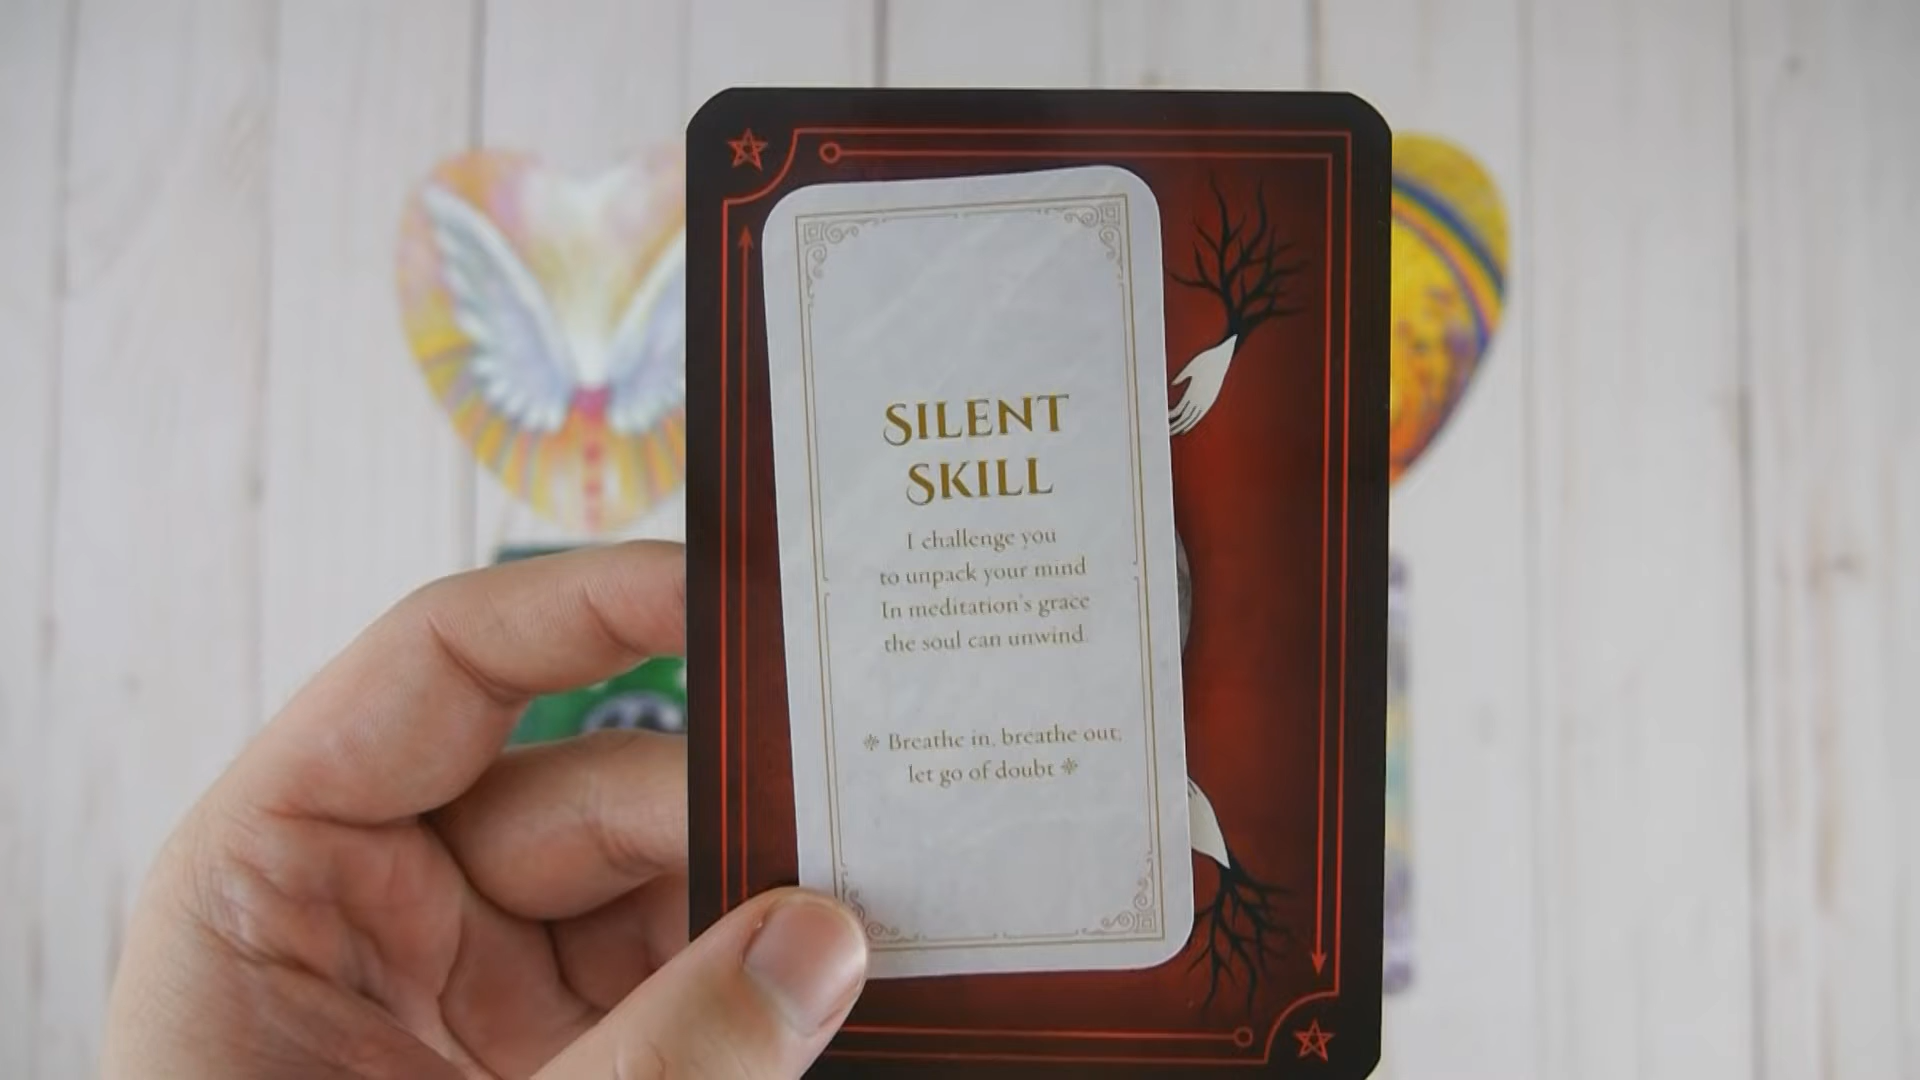 SILENT
SKILL
I challenge you
to unpack your mind
In meditation's grace
the soul can unwind.
❈ Breathe in, breathe out,
let go of doubt ❈